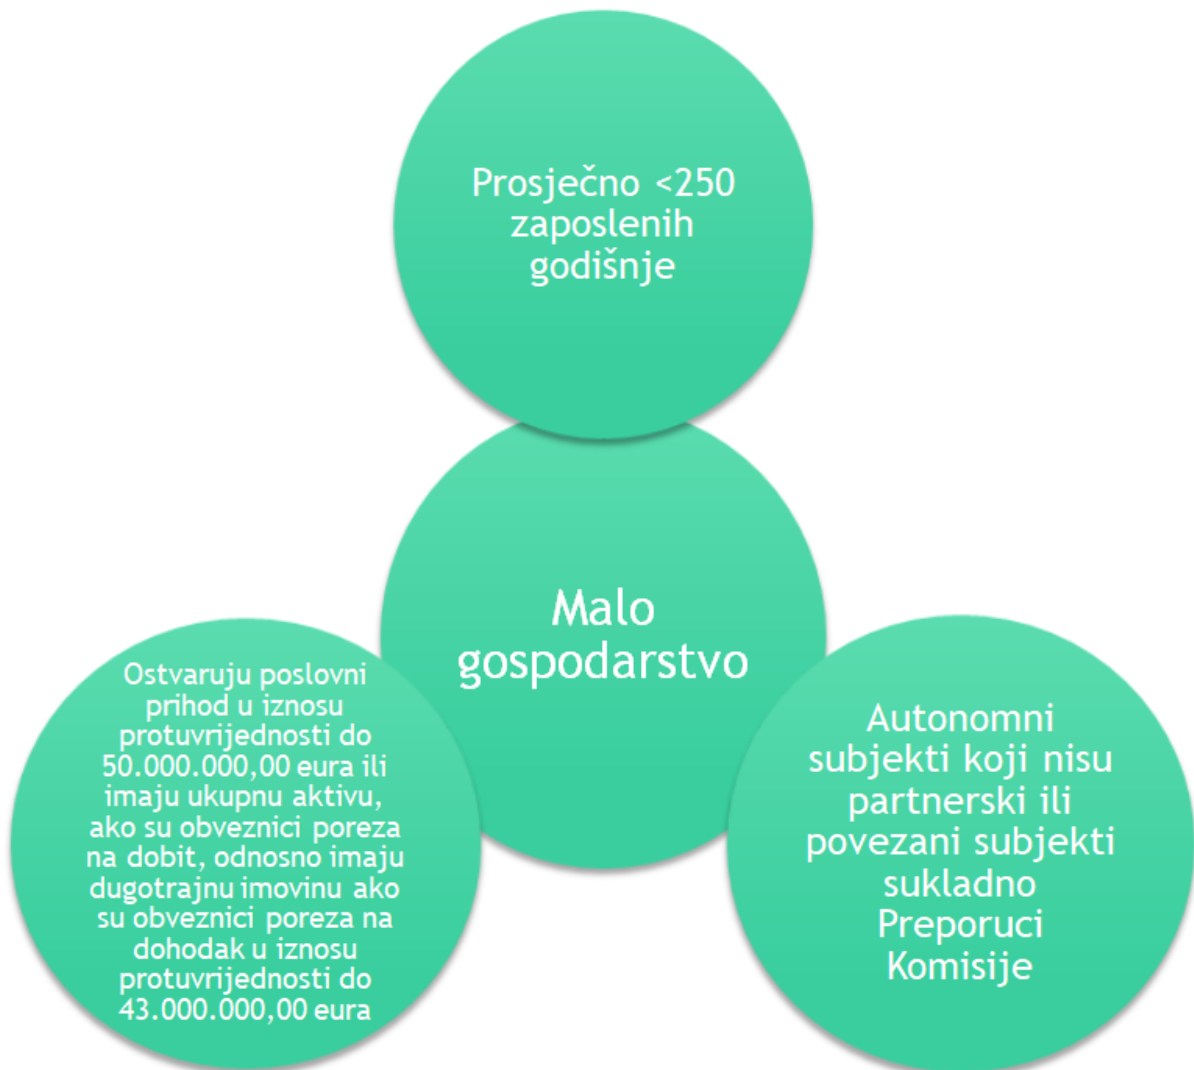 Prosječno <250
zaposlenih
godišnje
Malo
gospodarstvo
Ostvaruju poslovni
prihod u iznosu
protuvrijednosti do
50.000.000,00 eura ili
imaju ukupnu aktivu,
ako su obveznici poreza
na dobit, odnosno imaju
dugotrajnu imovinu ako
su obveznici poreza na
dohodak u iznosu
protuvrijednosti do
43.000.000,00 eura
Autonomni
subjekti koji nisu
partnerski ili
povezani subjekti
sukladno
Preporuci
Komisije